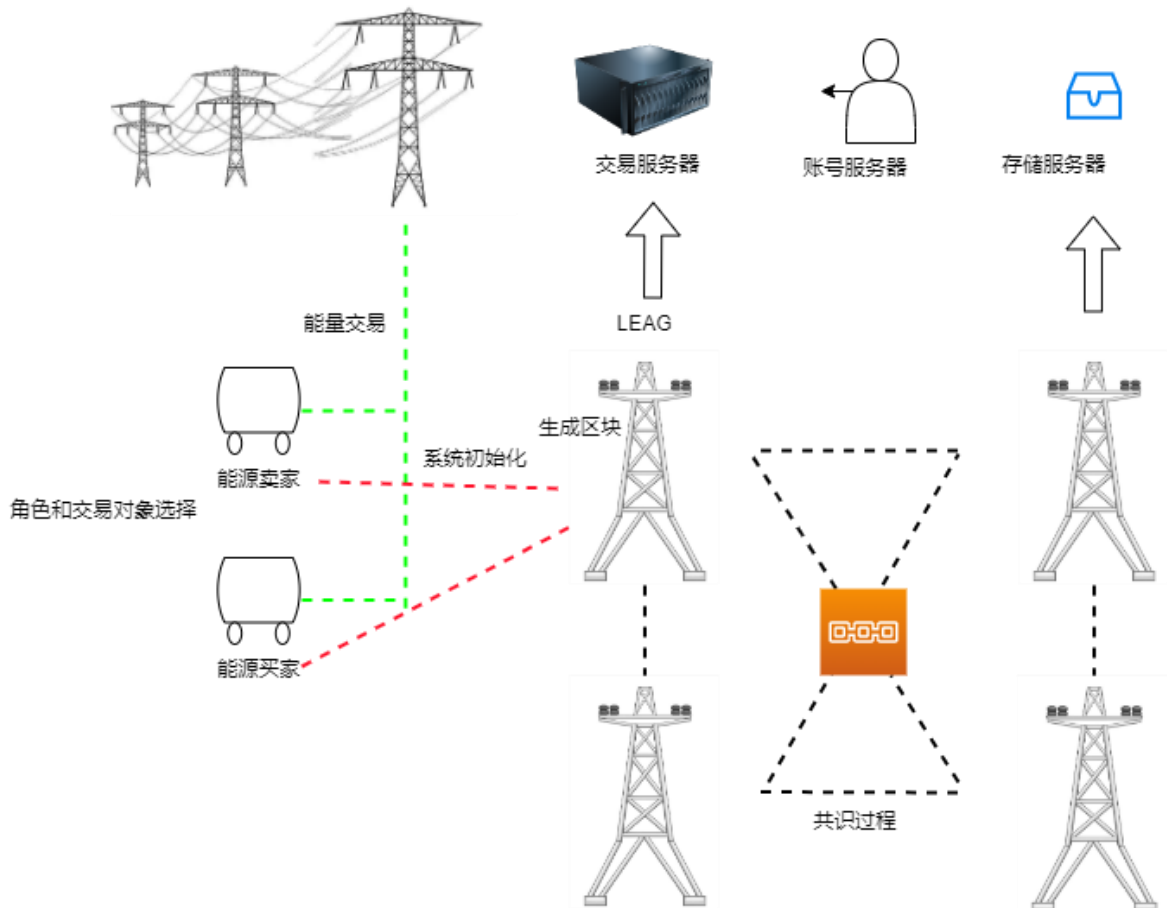 交易服务器
账号服务器
存储服务器
能量交易
LEAG
生成区块
系统初始化
能源卖家
角色和交易对象选择
能源买家
共识过程